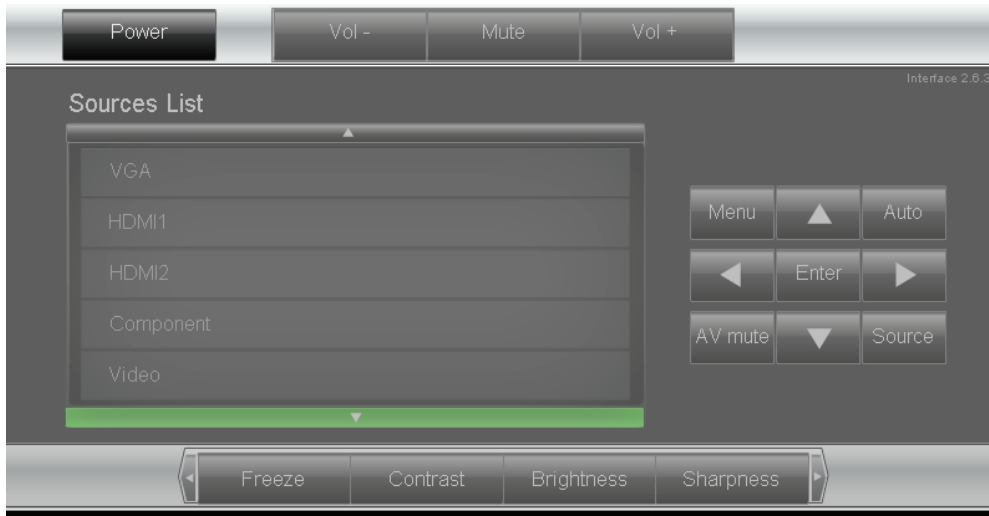 Power Vol - Mute Vol +
Interface 2.6.3
Sources List
VGA
HDMI1
HDMI2
Component
Video
Menu Auto
Enter
AV mute Source
Freeze Contrast Brightness Sharpness